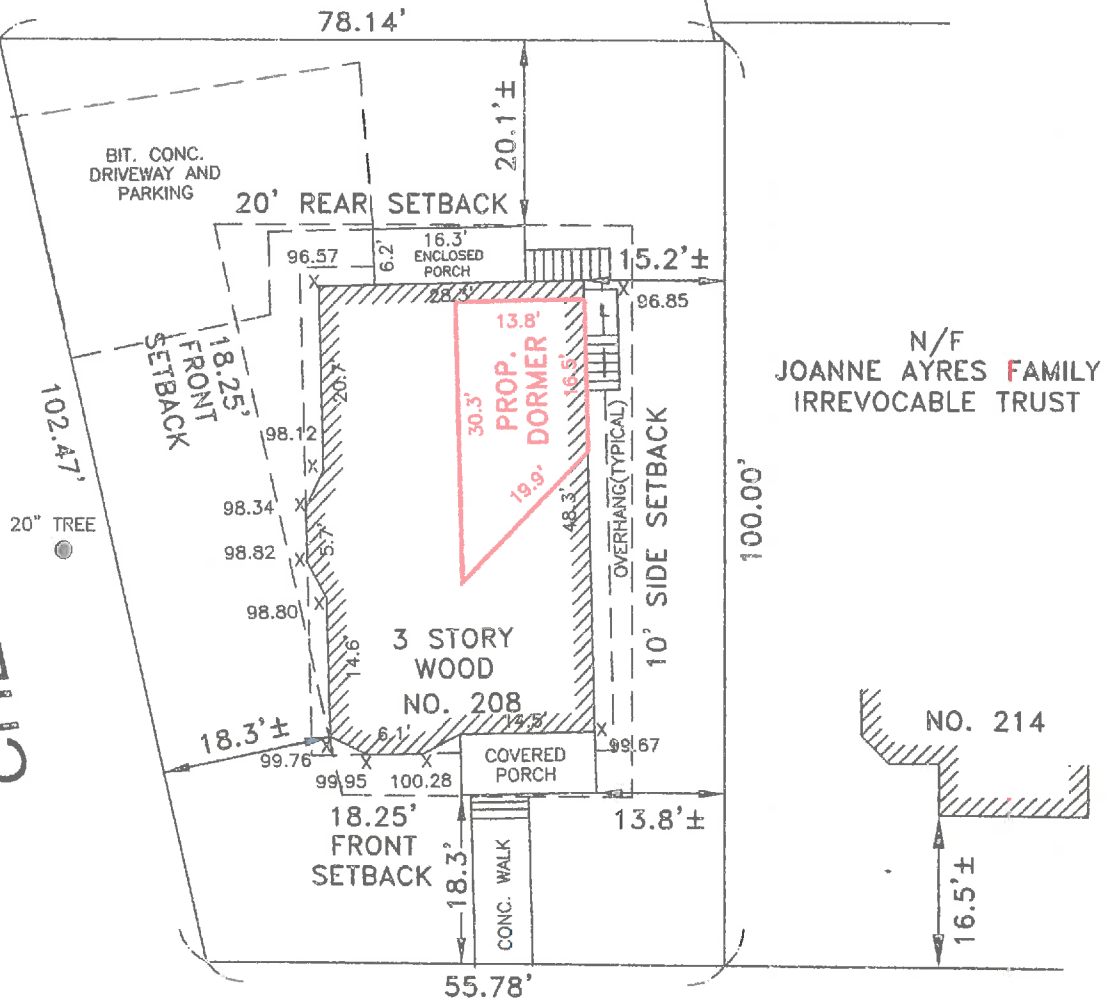 78.14'
20.1'±
BIT. CONC.
DRIVEWAY AND
PARKING
20' REAR SETBACK
16.3'
ENCLOSED
PORCH
6.2'
96.57
15.2'±
96.85
28.3'
13.8'
PROP.
DORMER
16.5'
30.3'
19.9'
20.7'
18.25'
FRONT
SETBACK
102.47'
N/F
JOANNE AYRES FAMILY
IRREVOCABLE TRUST
98.12
98.34
98.82
98.80
5.7'
48.3'
OVERHANG(TYPICAL)
10' SIDE SETBACK
100.00'
20" TREE
14.6'
3 STORY
WOOD
NO. 208
14.5'
6.1'
18.3'±
99.76
99.95
100.28
99.67
COVERED
PORCH
NO. 214
18.25'
FRONT
SETBACK
18.3'
CONC. WALK
13.8'±
16.5'±
55.78'